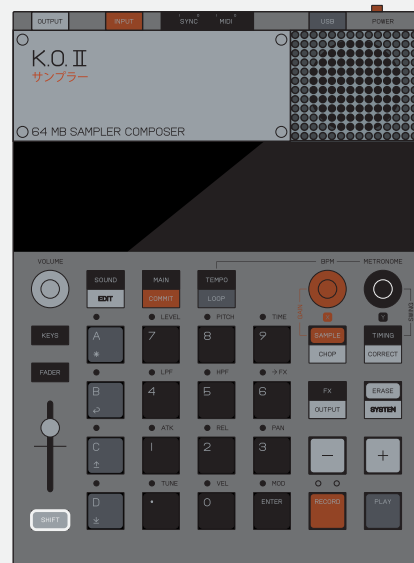 OUTPUT INPUT SYNC MIDI USB POWER
K.O. II
サンプラー
64 MB SAMPLER COMPOSER
VOLUME BPM METRONOME
SOUND MAIN TEMPO
EDIT COMMIT LOOP
LEVEL PITCH TIME
GAIN X Y SWING
KEYS A 7 8 9 SAMPLE TIMING
CHOP CORRECT
FADER LPF HPF → FX
B 4 5 6 FX ERASE
OUTPUT SYSTEM
ATK REL PAN
C 1 2 3 − +
TUNE VEL MOD
SHIFT D . 0 ENTER RECORD PLAY